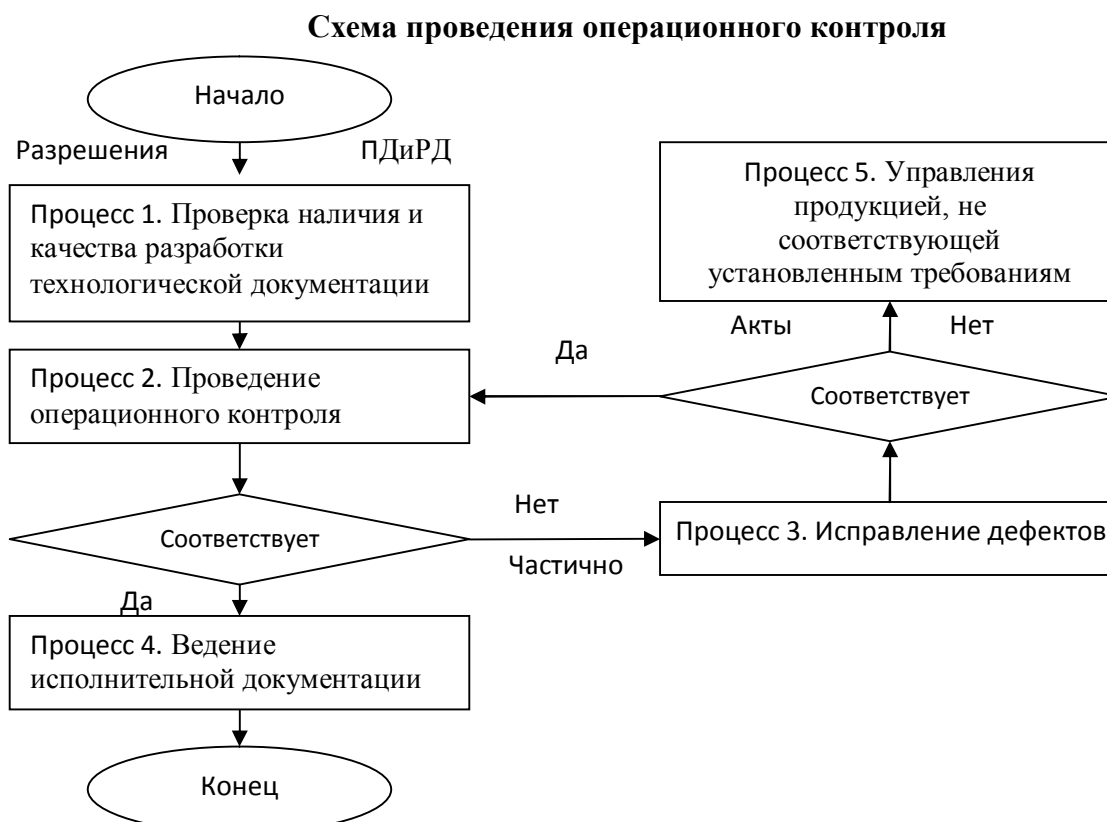 Схема проведения операционного контроля
Начало
Разрешения
ПДиРД
Процесс 1. Проверка наличия и
качества разработки
технологической документации
Процесс 5. Управления
продукцией, не
соответствующей
установленным требованиям
Акты
Нет
Да
Процесс 2. Проведение
операционного контроля
Соответствует
Соответствует
Нет
Частично
Процесс 3. Исправление дефектов
Да
Процесс 4. Ведение
исполнительной документации
Конец